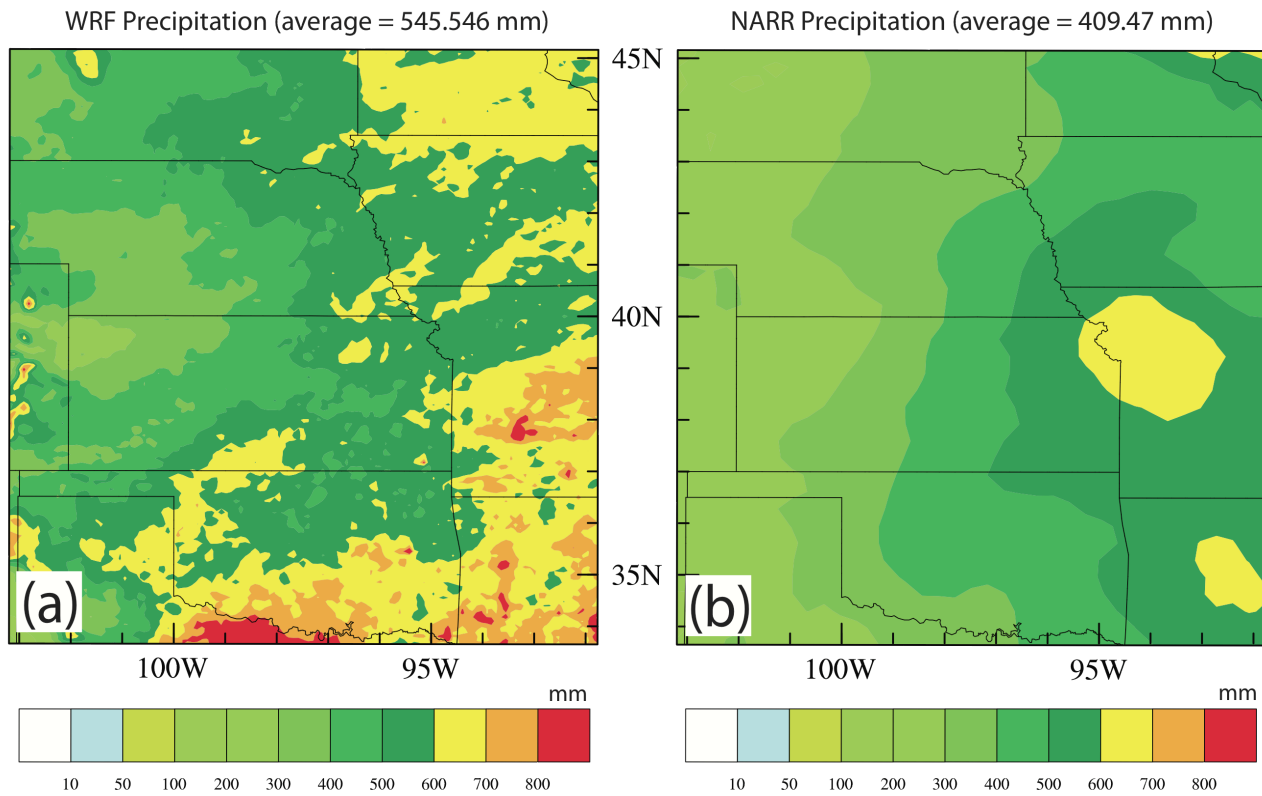 WRF Precipitation (average = 545.546 mm)
NARR Precipitation (average = 409.47 mm)
45N
40N
35N
(a)
(b)
100W 95W
100W 95W
mm
mm
10 50 100 200 300 400 500 600 700 800
10 50 100 200 300 400 500 600 700 800